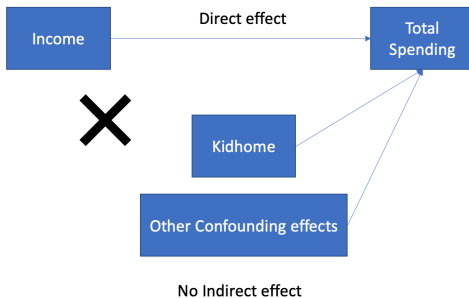 Direct effect
Income
Total
Spending
Kidhome
Other Confounding effects
No Indirect effect